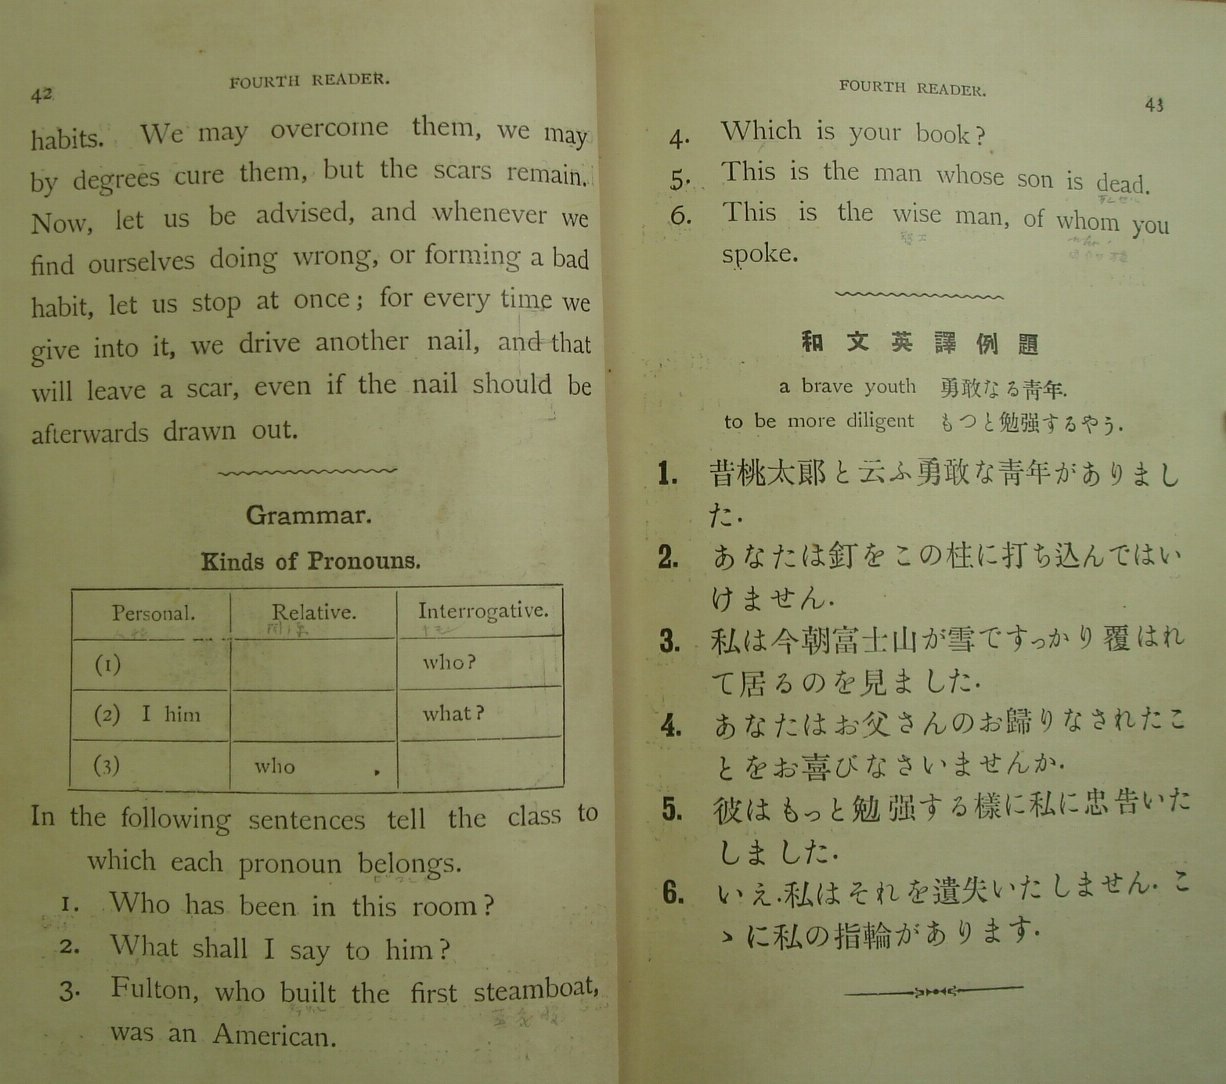 42
FOURTH READER.
habits. We may overcome them, we may
by degrees cure them, but the scars remain.
Now, let us be advised, and whenever we
find ourselves doing wrong, or forming a bad
habit, let us stop at once; for every time we
give into it, we drive another nail, and that
will leave a scar, even if the nail should be
afterwards drawn out.
Grammar.
Kinds of Pronouns.
Personal. Relative. Interrogative.
(1) who?
(2) I him what?
(3) who
In the following sentences tell the class to
which each pronoun belongs.
1. Who has been in this room?
2. What shall I say to him?
3. Fulton, who built the first steamboat,
was an American.
FOURTH READER.
43
4. Which is your book?
5. This is the man whose son is dead.
6. This is the wise man, of whom you
spoke.
和文英譯例題
a brave youth 勇敢なる靑年.
to be more diligent もつと勉强するやう.
1. 昔桃太郞と云ふ勇敢な靑年がありまし
た.
2. あなたは釘をこの柱に打ち込んではい
けません.
3. 私は今朝富士山が雪ですっかり覆はれ
て居るのを見ました.
4. あなたはお父さんのお歸りなされたこ
とをお喜びなさいませんか.
5. 彼はもっと勉强する樣に私に忠告いた
しました.
6. いえ.私はそれを遺失いたしません. こ
ゝに私の指輪があります.